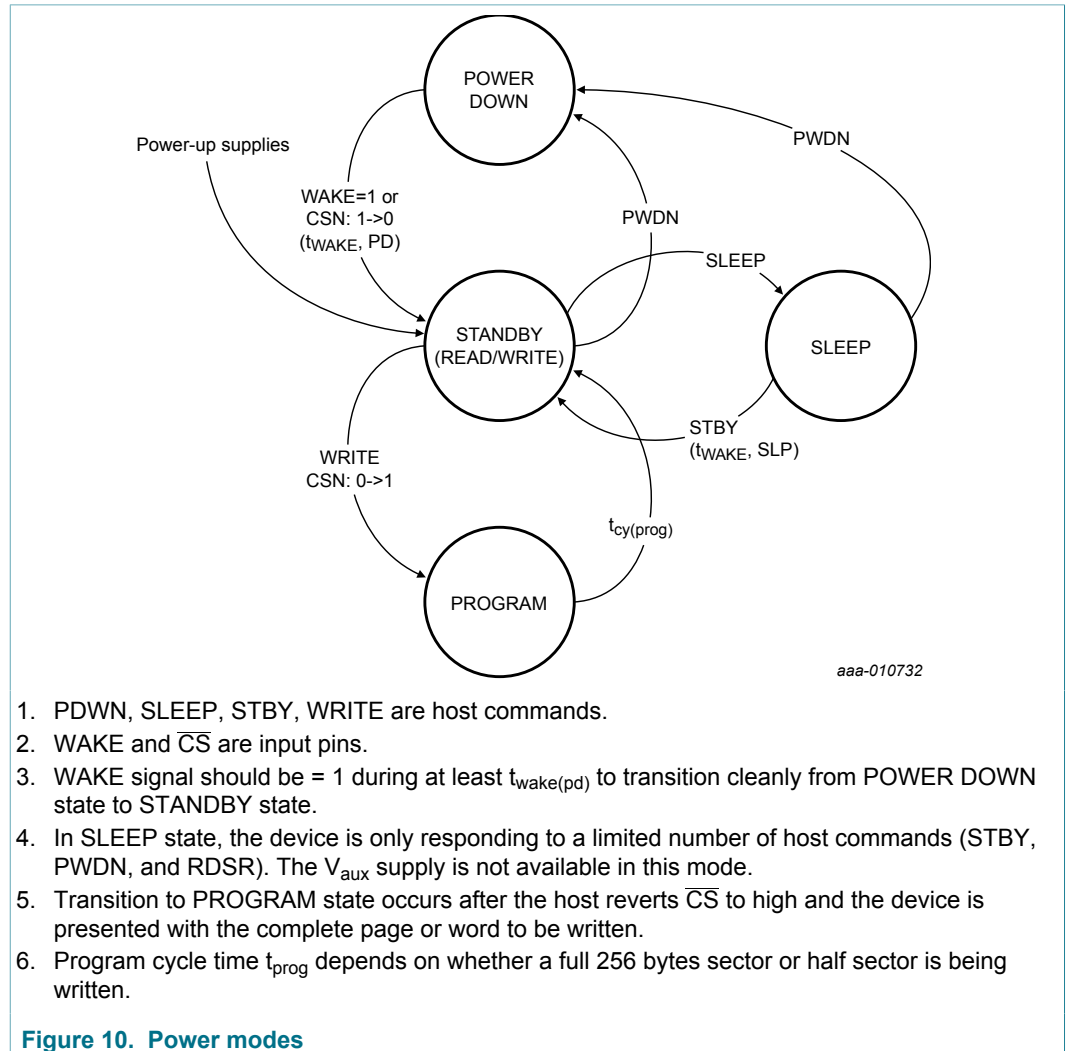 POWER
DOWN
PWDN
Power-up supplies
WAKE=1 or
CSN: 1->0
(tWAKE, PD)
PWDN
SLEEP
STANDBY
(READ/WRITE)
SLEEP
STBY
(tWAKE, SLP)
WRITE
CSN: 0->1
tcy(prog)
PROGRAM
aaa-010732
1. PDWN, SLEEP, STBY, WRITE are host commands.
2. WAKE and C̅S̅ are input pins.
3. WAKE signal should be = 1 during at least twake(pd) to transition cleanly from POWER DOWN
state to STANDBY state.
4. In SLEEP state, the device is only responding to a limited number of host commands (STBY,
PWDN, and RDSR). The Vaux supply is not available in this mode.
5. Transition to PROGRAM state occurs after the host reverts C̅S̅ to high and the device is
presented with the complete page or word to be written.
6. Program cycle time tprog depends on whether a full 256 bytes sector or half sector is being
written.
Figure 10. Power modes